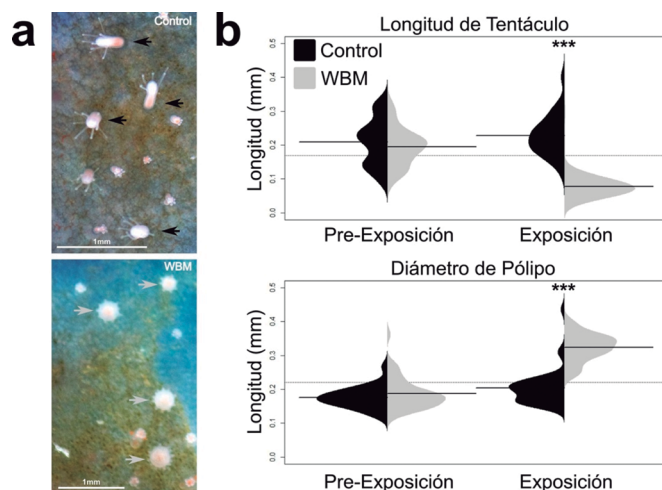 a
Control
1mm
WBM
1mm
b
Longitud de Tentáculo
Control
WBM
***
Longitud (mm)
0.5
0.4
0.3
0.2
0.1
0.0
Pre-Exposición Exposición
Diámetro de Pólipo
***
Longitud (mm)
0.5
0.4
0.3
0.2
0.1
0.0
Pre-Exposición Exposición